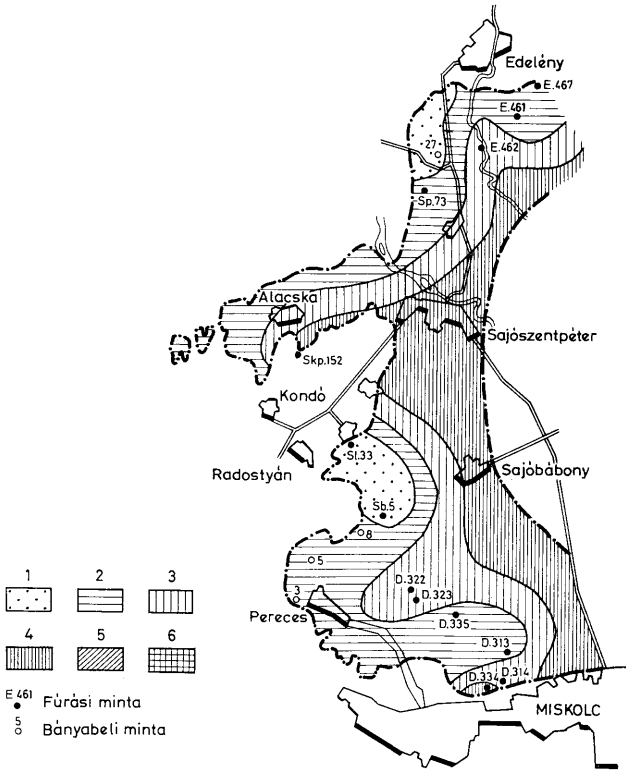 Edelény
E.467
E.461
27
E.462
Sp.73
Alacska
Sajószentpéter
Skp.152
Kondó
Sl.33
Radostyán
Sajóbábony
Sb.5
8
5
D.322
3
D.323
Pereces
D.335
D.313
D.314
D.334
MISKOLC
1 2 3
4 5 6
E 461
Fúrási minta
5
Bányabeli minta